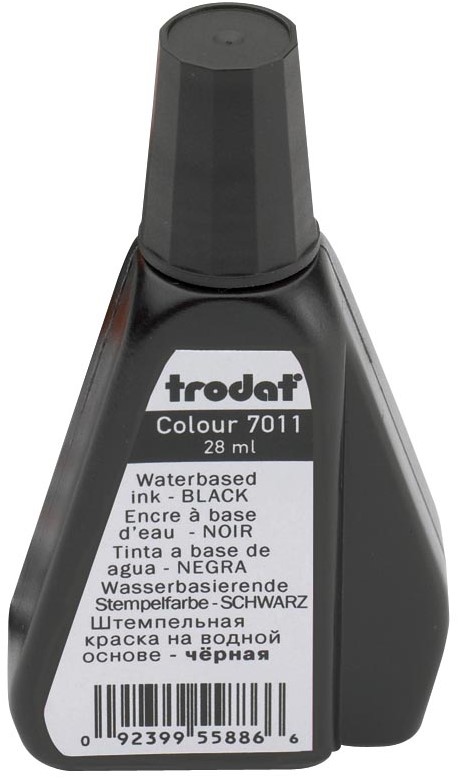 trodat
Colour 7011
28 ml
Waterbased
ink - BLACK
Encre à base
d'eau - NOIR
Tinta a base de
agua - NEGRA
Wasserbasierende
Stempelfarbe - SCHWARZ
Штемпельная
краска на водной
основе - чёрная
0 92399 55886 6